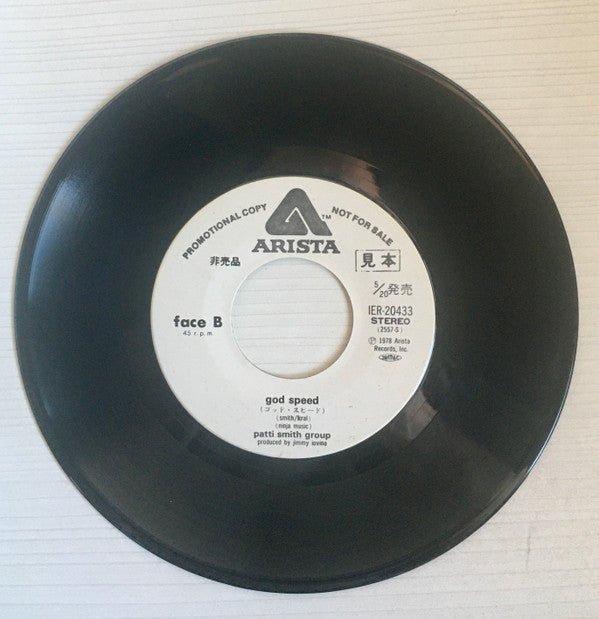 PROMOTIONAL COPY NOT FOR SALE
TM
ARISTA
非売品
見本
5/20発売
IER-20433
STEREO
(2557-S)
face B
45 r.p.m.
Ⓟ 1978 Arista
Records, Inc.
god speed
(ゴッド・スピード)
(smith/kral)
(ninja music)
patti smith group
produced by jimmy iovine